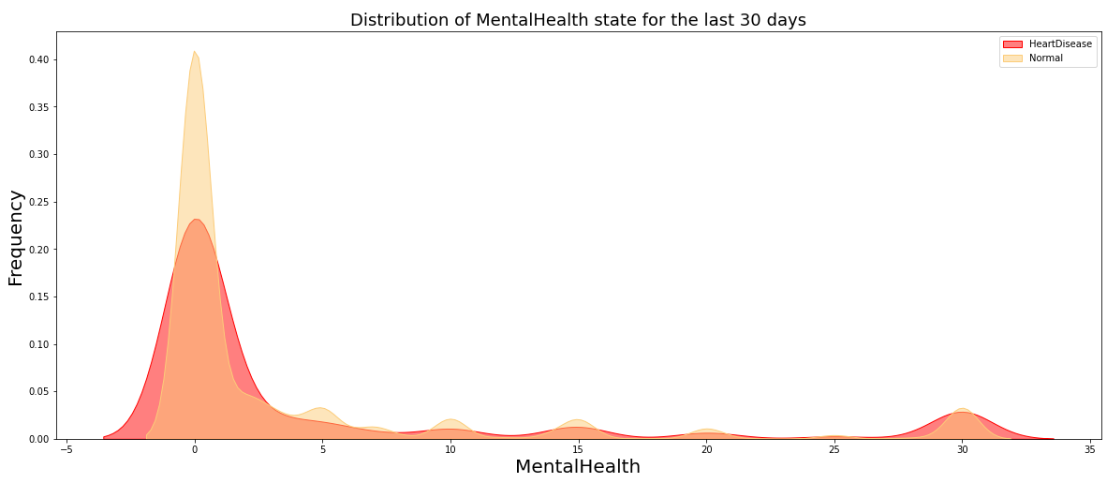 Distribution of MentalHealth state for the last 30 days
HeartDisease
Normal
Frequency
0.40
0.35
0.30
0.25
0.20
0.15
0.10
0.05
0.00
−5 0 5 10 15 20 25 30 35
MentalHealth